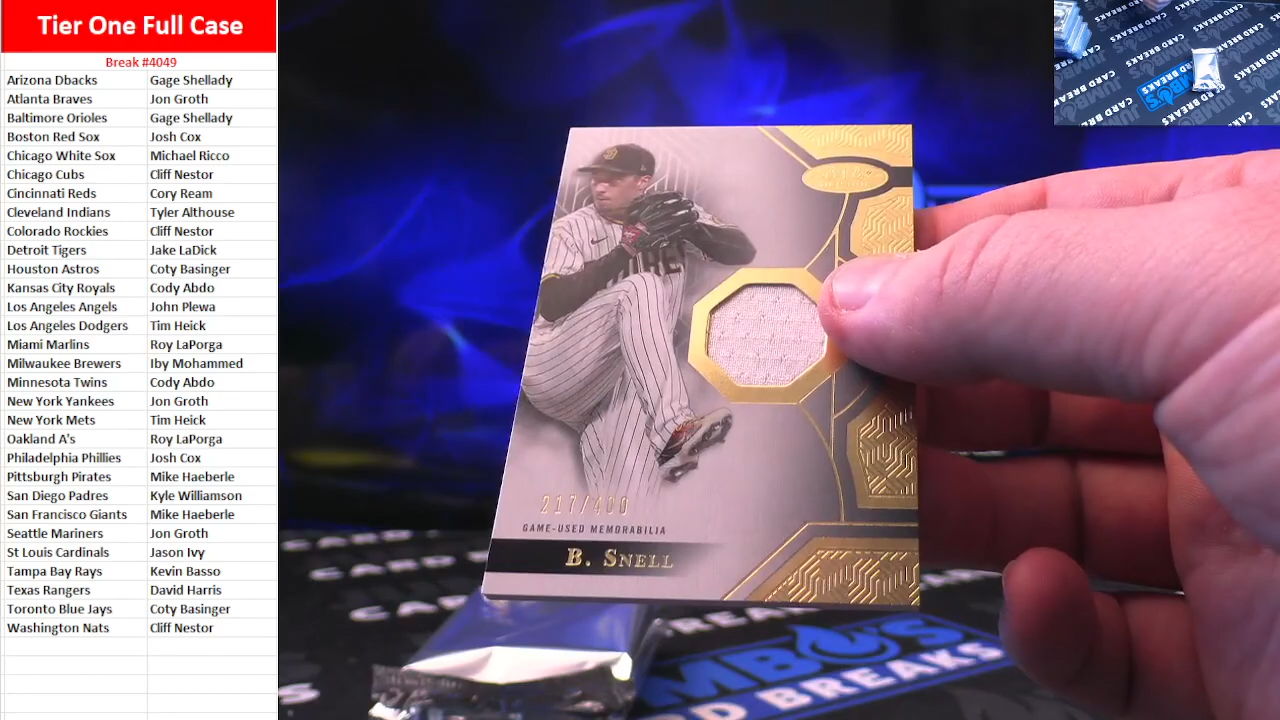 Tier One Full Case
Break #4049
Arizona Dbacks Gage Shellady
Atlanta Braves Jon Groth
Baltimore Orioles Gage Shellady
Boston Red Sox Josh Cox
Chicago White Sox Michael Ricco
Chicago Cubs Cliff Nestor
Cincinnati Reds Cory Ream
Cleveland Indians Tyler Althouse
Colorado Rockies Cliff Nestor
Detroit Tigers Jake LaDick
Houston Astros Coty Basinger
Kansas City Royals Cody Abdo
Los Angeles Angels John Plewa
Los Angeles Dodgers Tim Heick
Miami Marlins Roy LaPorga
Milwaukee Brewers Iby Mohammed
Minnesota Twins Cody Abdo
New York Yankees Jon Groth
New York Mets Tim Heick
Oakland A's Roy LaPorga
Philadelphia Phillies Josh Cox
Pittsburgh Pirates Mike Haeberle
San Diego Padres Kyle Williamson
San Francisco Giants Mike Haeberle
Seattle Mariners Jon Groth
St Louis Cardinals Jason Ivy
Tampa Bay Rays Kevin Basso
Texas Rangers David Harris
Toronto Blue Jays Coty Basinger
Washington Nats Cliff Nestor
217/400
GAME-USED MEMORABILIA
B. SNELL
CARD BREAKS